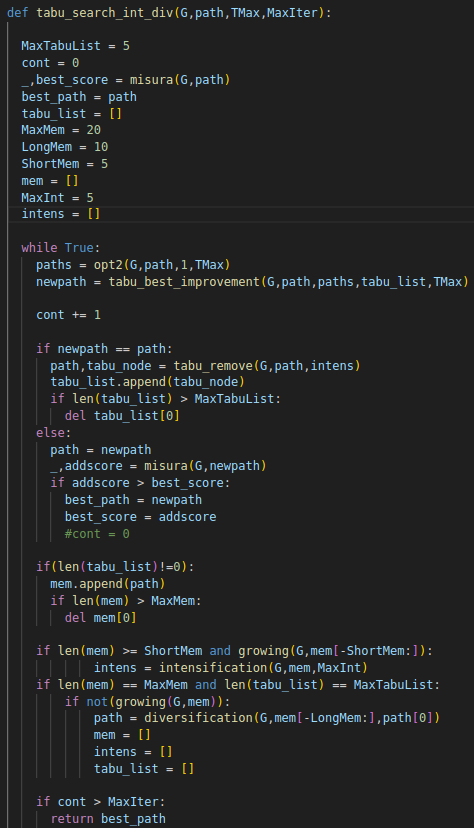 def tabu_search_int_div(G,path,TMax,MaxIter):
MaxTabuList = 5
cont = 0
_,best_score = misura(G,path)
best_path = path
tabu_list = []
MaxMem = 20
LongMem = 10
ShortMem = 5
mem = []
MaxInt = 5
intens = []
while True:
paths = opt2(G,path,1,TMax)
newpath = tabu_best_improvement(G,path,paths,tabu_list,TMax)
cont += 1
if newpath == path:
path,tabu_node = tabu_remove(G,path,intens)
tabu_list.append(tabu_node)
if len(tabu_list) > MaxTabuList:
del tabu_list[0]
else:
path = newpath
_,addscore = misura(G,newpath)
if addscore > best_score:
best_path = newpath
best_score = addscore
#cont = 0
if(len(tabu_list)!=0):
mem.append(path)
if len(mem) > MaxMem:
del mem[0]
if len(mem) >= ShortMem and growing(G,mem[-ShortMem:]):
intens = intensification(G,mem,MaxInt)
if len(mem) == MaxMem and len(tabu_list) == MaxTabuList:
if not(growing(G,mem)):
path = diversification(G,mem[-LongMem:],path[0])
mem = []
intens = []
tabu_list = []
if cont > MaxIter:
return best_path